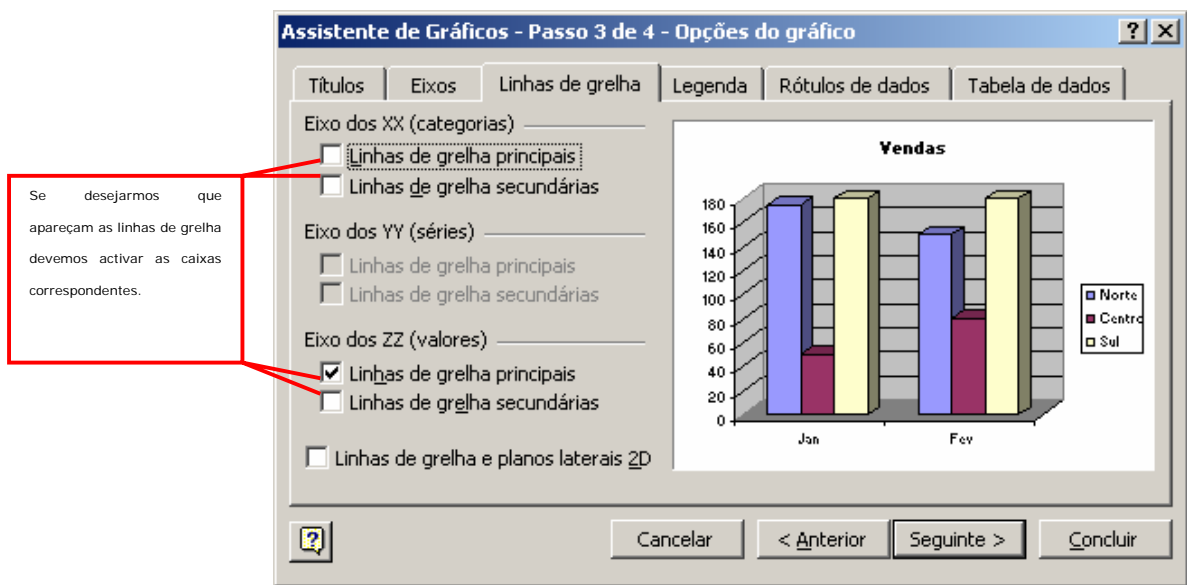 Assistente de Gráficos - Passo 3 de 4 - Opções do gráfico
Títulos
Eixos
Linhas de grelha
Legenda
Rótulos de dados
Tabela de dados
Eixo dos XX (categorias)
Linhas de grelha principais
Linhas de grelha secundárias
Eixo dos YY (séries)
Linhas de grelha principais
Linhas de grelha secundárias
Eixo dos ZZ (valores)
Linhas de grelha principais
Linhas de grelha secundárias
Linhas de grelha e planos laterais 2D
Se desejarmos que
apareçam as linhas de grelha
devemos activar as caixas
correspondentes.
Vendas
180
160
140
120
100
80
60
40
20
0
Jan
Fev
Norte
Centro
Sul
Cancelar
< Anterior
Seguinte >
Concluir